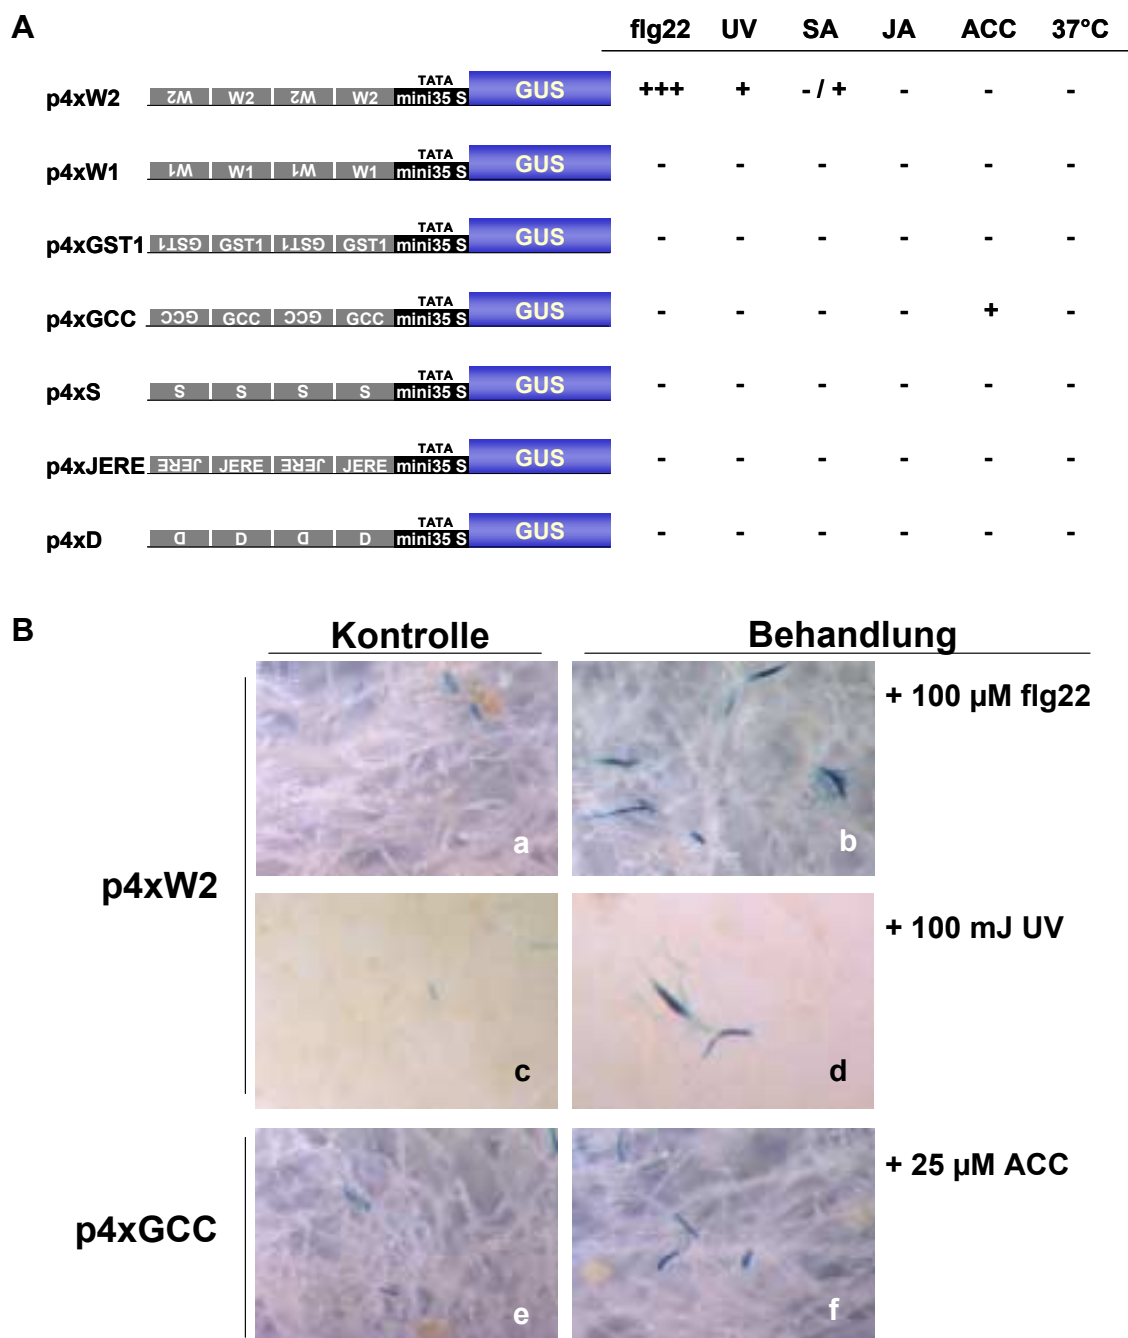 A
flg22 UV SA JA ACC 37°C
TATA
p4xW2 W2 W2 W2 W2 mini35 S GUS +++ + - / + - - -
TATA
p4xW1 W1 W1 W1 W1 mini35 S GUS - - - - - -
TATA
p4xGST1 GST1 GST1 GST1 GST1 mini35 S GUS - - - - - -
TATA
p4xGCC GCC GCC GCC GCC mini35 S GUS - - - - + -
TATA
p4xS S S S S mini35 S GUS - - - - - -
TATA
p4xJERE JERE JERE JERE JERE mini35 S GUS - - - - - -
TATA
p4xD D D D D mini35 S GUS - - - - - -
B
Kontrolle Behandlung
+ 100 µM flg22
a b
p4xW2
+ 100 mJ UV
c d
+ 25 µM ACC
p4xGCC
e f